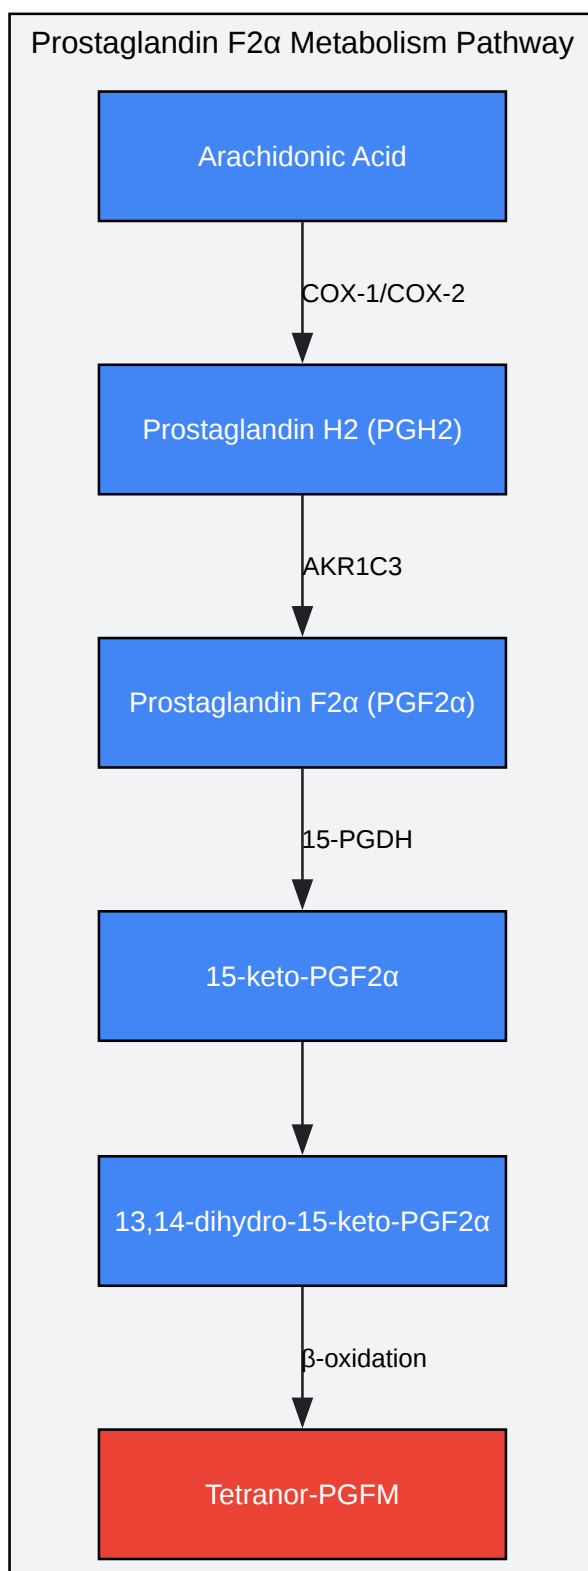 Prostaglandin F2α Metabolism Pathway
Arachidonic Acid
COX-1/COX-2
Prostaglandin H2 (PGH2)
AKR1C3
Prostaglandin F2α (PGF2α)
15-PGDH
15-keto-PGF2α
13,14-dihydro-15-keto-PGF2α
β-oxidation
Tetranor-PGFM